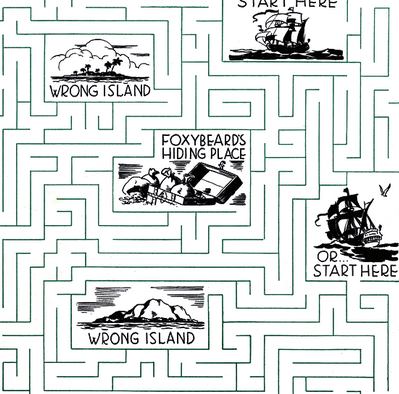 START HERE
WRONG ISLAND
FOXYBEARD'S
HIDING PLACE
OR...
START HERE
WRONG ISLAND